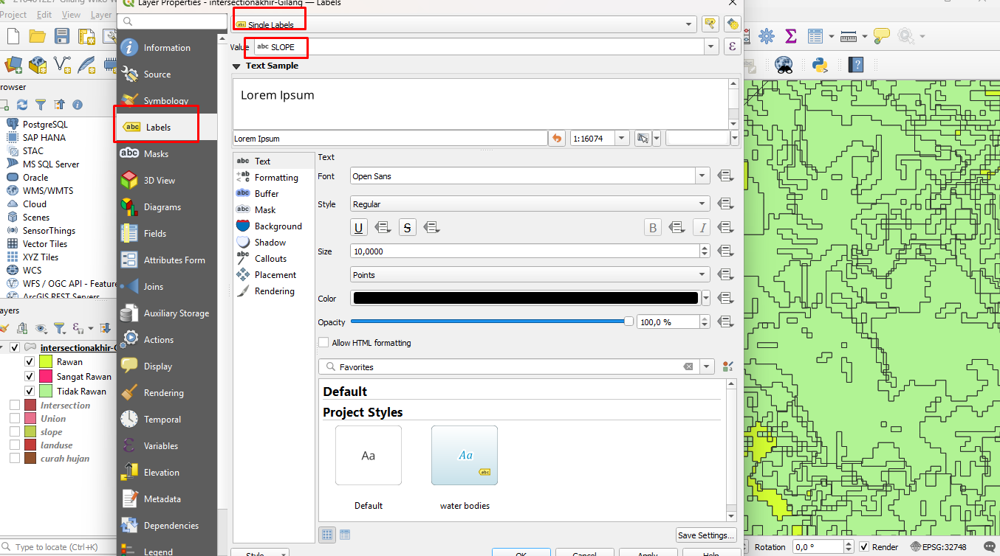 Layer Properties - intersectionakhir-Gilang — Labels
Project Edit View Layer
Single Labels
Value abc SLOPE
Text Sample
Lorem Ipsum
Lorem Ipsum
1:16074
Information
Source
Symbology
abc Labels
abc Masks
3D View
Diagrams
Fields
Attributes Form
Joins
Auxiliary Storage
Actions
Display
Rendering
Temporal
Variables
Elevation
Metadata
Dependencies
Legend
abc Text
Formatting
abc Buffer
abc Mask
Background
Shadow
abc Callouts
Placement
Rendering
Text
Font Open Sans
Style Regular
U S B I
Size 10,0000
Points
Color
Opacity 100,0 %
Allow HTML formatting
Favorites
Default
Project Styles
Aa
Aa
abc
Default
water bodies
Save Settings...
Style OK Cancel Apply Help
rowser
PostgreSQL
SAP HANA
STAC
MS SQL Server
Oracle
WMS/WMTS
Cloud
Scenes
SensorThings
Vector Tiles
XYZ Tiles
WCS
WFS / OGC API - Feature
ArcGIS REST Servers
ayers
intersectionakhir-G
Rawan
Sangat Rawan
Tidak Rawan
Intersection
Union
slope
landuse
curah hujan
Type to locate (Ctrl+K)
Rotation 0,0 ° Render EPSG:32748